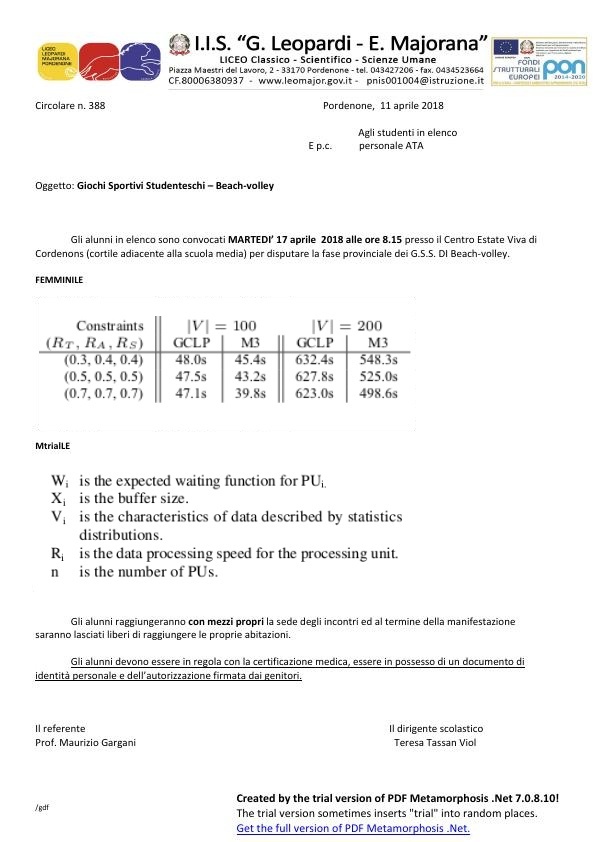 LICEO
LEOPARDI
MAJORANA
PORDENONE
I.I.S. “G. Leopardi - E. Majorana”
LICEO Classico - Scientifico - Scienze Umane
Piazza Maestri del Lavoro, 2 - 33170 Pordenone - tel. 043427206 - fax. 0434523664
CF.80006380937 - www.leomajor.gov.it - pnis001004@istruzione.it
UNIONE EUROPEA
FONDI
STRUTTURALI
EUROPEI
pon
2014-2020
Circolare n. 388
Pordenone, 11 aprile 2018
Agli studenti in elenco
E p.c. personale ATA
Oggetto: Giochi Sportivi Studenteschi – Beach-volley
Gli alunni in elenco sono convocati MARTEDI’ 17 aprile 2018 alle ore 8.15 presso il Centro Estate Viva di
Cordenons (cortile adiacente alla scuola media) per disputare la fase provinciale dei G.S.S. DI Beach-volley.
FEMMINILE
Constraints |V| = 100 |V| = 200
(R_T, R_A, R_S) GCLP M3 GCLP M3
(0.3, 0.4, 0.4) 48.0s 45.4s 632.4s 548.3s
(0.5, 0.5, 0.5) 47.5s 43.2s 627.8s 525.0s
(0.7, 0.7, 0.7) 47.1s 39.8s 623.0s 498.6s
MtrialLE
W_i is the expected waiting function for PU_i.
X_i is the buffer size.
V_i is the characteristics of data described by statistics
distributions.
R_i is the data processing speed for the processing unit.
n is the number of PUs.
Gli alunni raggiungeranno con mezzi propri la sede degli incontri ed al termine della manifestazione
saranno lasciati liberi di raggiungere le proprie abitazioni.
Gli alunni devono essere in regola con la certificazione medica, essere in possesso di un documento di
identità personale e dell’autorizzazione firmata dai genitori.
Il referente Il dirigente scolastico
Prof. Maurizio Gargani Teresa Tassan Viol
/gdf
Created by the trial version of PDF Metamorphosis .Net 7.0.8.10!
The trial version sometimes inserts "trial" into random places.
Get the full version of PDF Metamorphosis .Net.